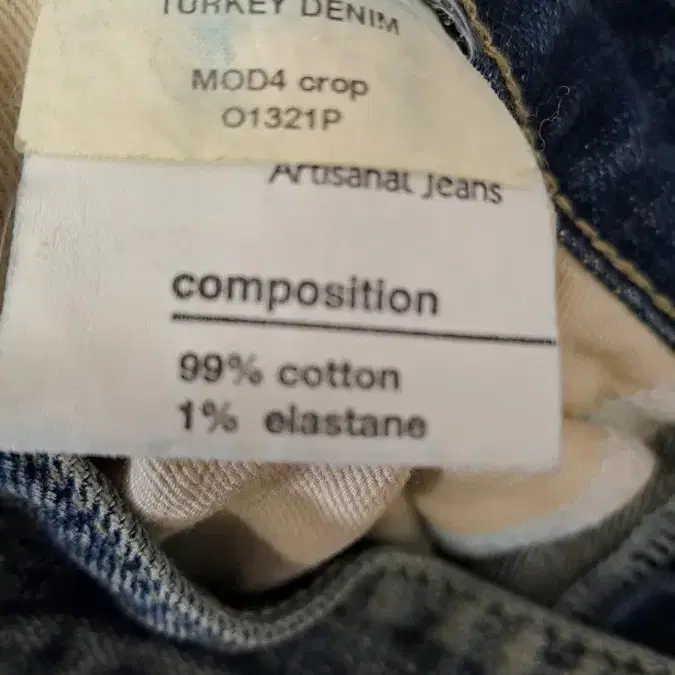 TURKEY DENIM
MOD4 crop
O1321P
Artisanal Jeans
composition
99% cotton
1% elastane